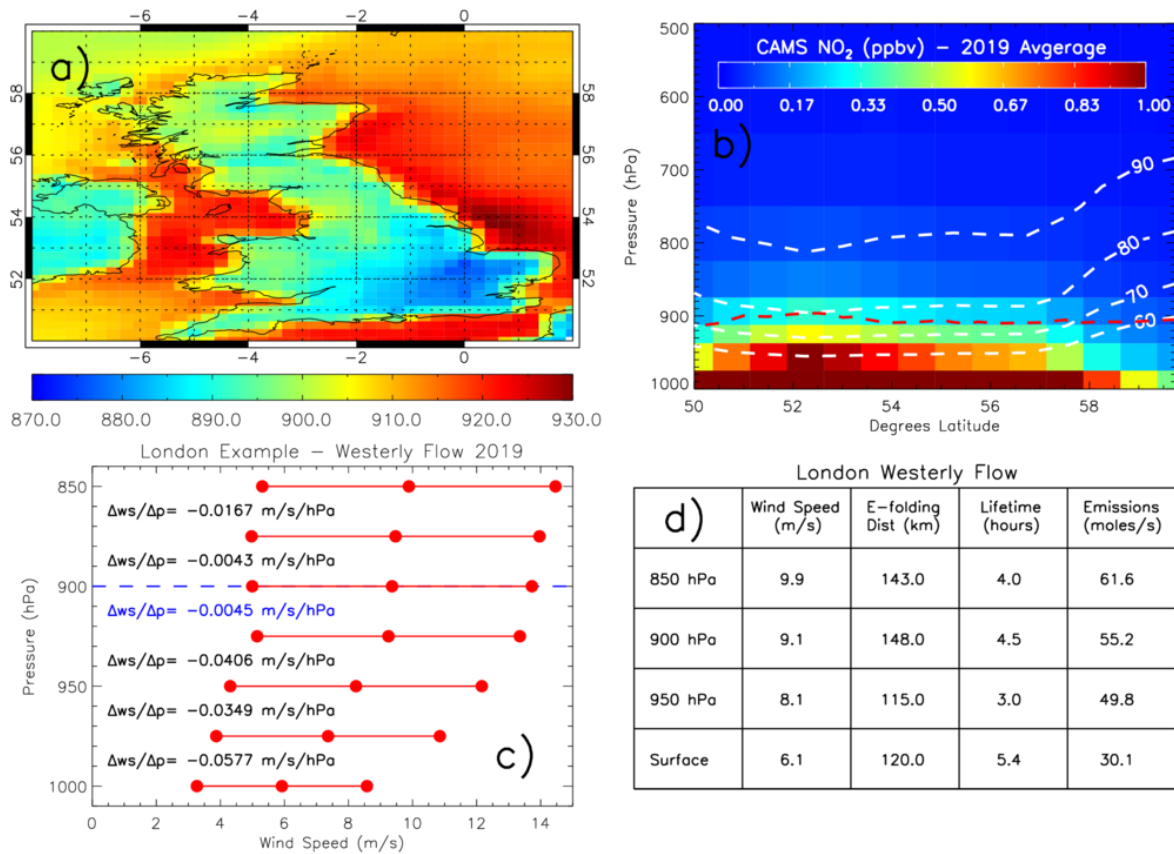 −6 −4 −2 0
a)
58 58
56 56
54 54
52 52
−6 −4 −2 0
870.0 880.0 890.0 900.0 910.0 920.0 930.0
500
600
700
800
900
1000
Pressure (hPa)
CAMS NO₂ (ppbv) − 2019 Avgerage
0.00 0.17 0.33 0.50 0.67 0.83 1.00
b)
90
80
70
60
50 52 54 56 58
Degrees Latitude
London Example − Westerly Flow 2019
850
900
950
1000
Pressure (hPa)
Δws/Δp= −0.0167 m/s/hPa
Δws/Δp= −0.0043 m/s/hPa
Δws/Δp= −0.0045 m/s/hPa
Δws/Δp= −0.0406 m/s/hPa
Δws/Δp= −0.0349 m/s/hPa
Δws/Δp= −0.0577 m/s/hPa
c)
0 2 4 6 8 10 12 14
Wind Speed (m/s)
London Westerly Flow
d) Wind Speed (m/s) E−folding Dist (km) Lifetime (hours) Emissions (moles/s)
850 hPa 9.9 143.0 4.0 61.6
900 hPa 9.1 148.0 4.5 55.2
950 hPa 8.1 115.0 3.0 49.8
Surface 6.1 120.0 5.4 30.1